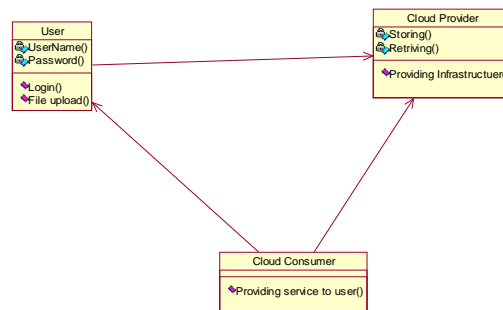 User
UserName()
Password()
Login()
File upload()
Cloud Provider
Storing()
Retriving()
Providing Infrastructuer(
Cloud Consumer
Providing service to user()